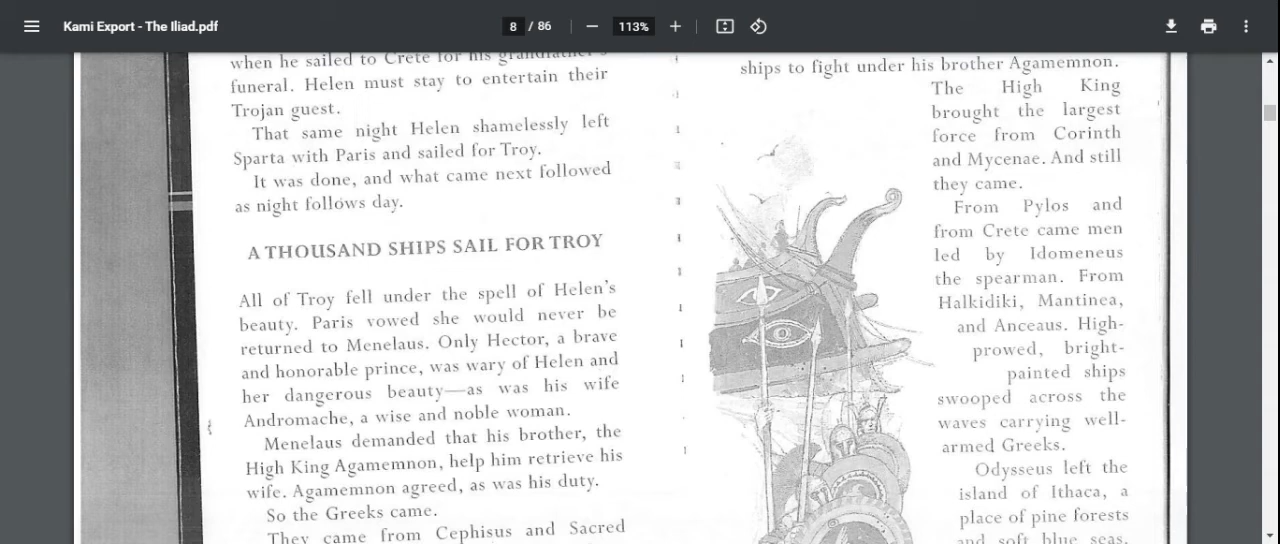 Kami Export - The Iliad.pdf
8 / 86
113%
when he sailed to Crete for his grandfather's
funeral. Helen must stay to entertain their
Trojan guest.
That same night Helen shamelessly left
Sparta with Paris and sailed for Troy.
It was done, and what came next followed
as night follows day.
A THOUSAND SHIPS SAIL FOR TROY
All of Troy fell under the spell of Helen's
beauty. Paris vowed she would never be
returned to Menelaus. Only Hector, a brave
and honorable prince, was wary of Helen and
her dangerous beauty—as was his wife
Andromache, a wise and noble woman.
Menelaus demanded that his brother, the
High King Agamemnon, help him retrieve his
wife. Agamemnon agreed, as was his duty.
So the Greeks came.
They came from Cephisus and Sacred
ships to fight under his brother Agamemnon.
The High King
brought the largest
force from Corinth
and Mycenae. And still
they came.
From Pylos and
from Crete came men
led by Idomeneus
the spearman. From
Halkidiki, Mantinea,
and Anceaus. High-
prowed, bright-
painted ships
swooped across the
waves carrying well-
armed Greeks.
Odysseus left the
island of Ithaca, a
place of pine forests
and soft blue seas.